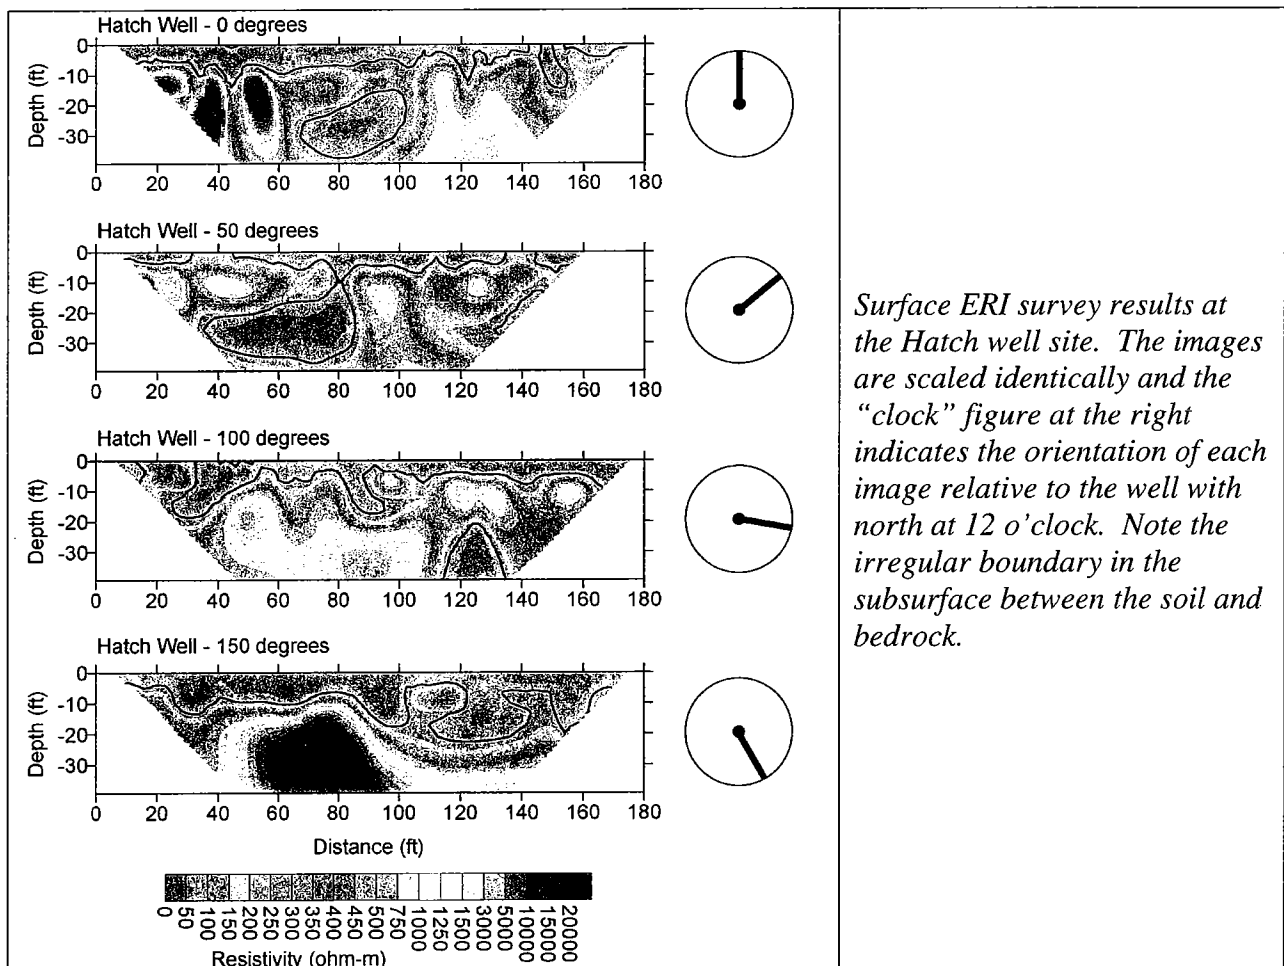 Hatch Well - 0 degrees
0
-10
-20
-30
Depth (ft)
0 20 40 60 80 100 120 140 160 180
Hatch Well - 50 degrees
0
-10
-20
-30
Depth (ft)
0 20 40 60 80 100 120 140 160 180
Hatch Well - 100 degrees
0
-10
-20
-30
Depth (ft)
0 20 40 60 80 100 120 140 160 180
Hatch Well - 150 degrees
0
-10
-20
-30
Depth (ft)
0 20 40 60 80 100 120 140 160 180
Distance (ft)
0 50 100 150 200 250 300 350 400 450 500 750 1000 1250 1500 3000 5000 10000 15000 20000
Resistivity (ohm-m)
Surface ERI survey results at
the Hatch well site. The images
are scaled identically and the
“clock” figure at the right
indicates the orientation of each
image relative to the well with
north at 12 o’clock. Note the
irregular boundary in the
subsurface between the soil and
bedrock.